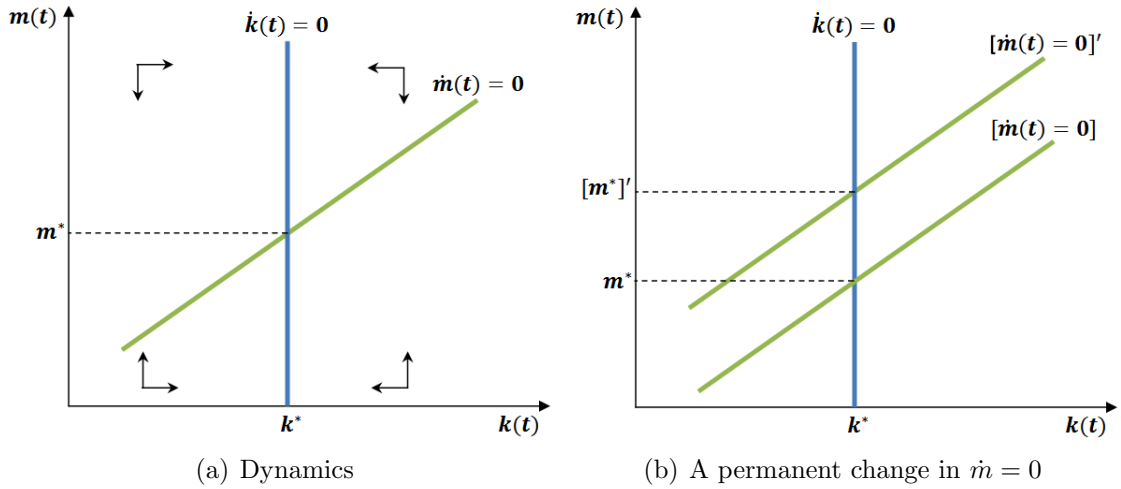 m(t)
k̇(t) = 0
ṁ(t) = 0
m*
k*
k(t)
(a) Dynamics
m(t)
k̇(t) = 0
[ṁ(t) = 0]′
[ṁ(t) = 0]
[m*]′
m*
k*
k(t)
(b) A permanent change in ṁ = 0